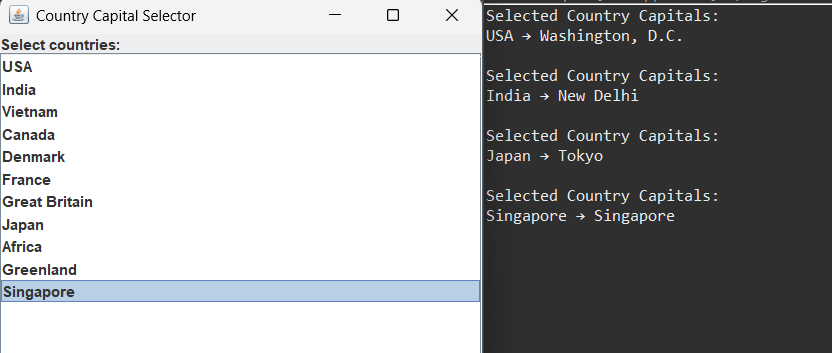 Country Capital Selector
Select countries:
USA
India
Vietnam
Canada
Denmark
France
Great Britain
Japan
Africa
Greenland
Singapore
Selected Country Capitals:
USA → Washington, D.C.
Selected Country Capitals:
India → New Delhi
Selected Country Capitals:
Japan → Tokyo
Selected Country Capitals:
Singapore → Singapore